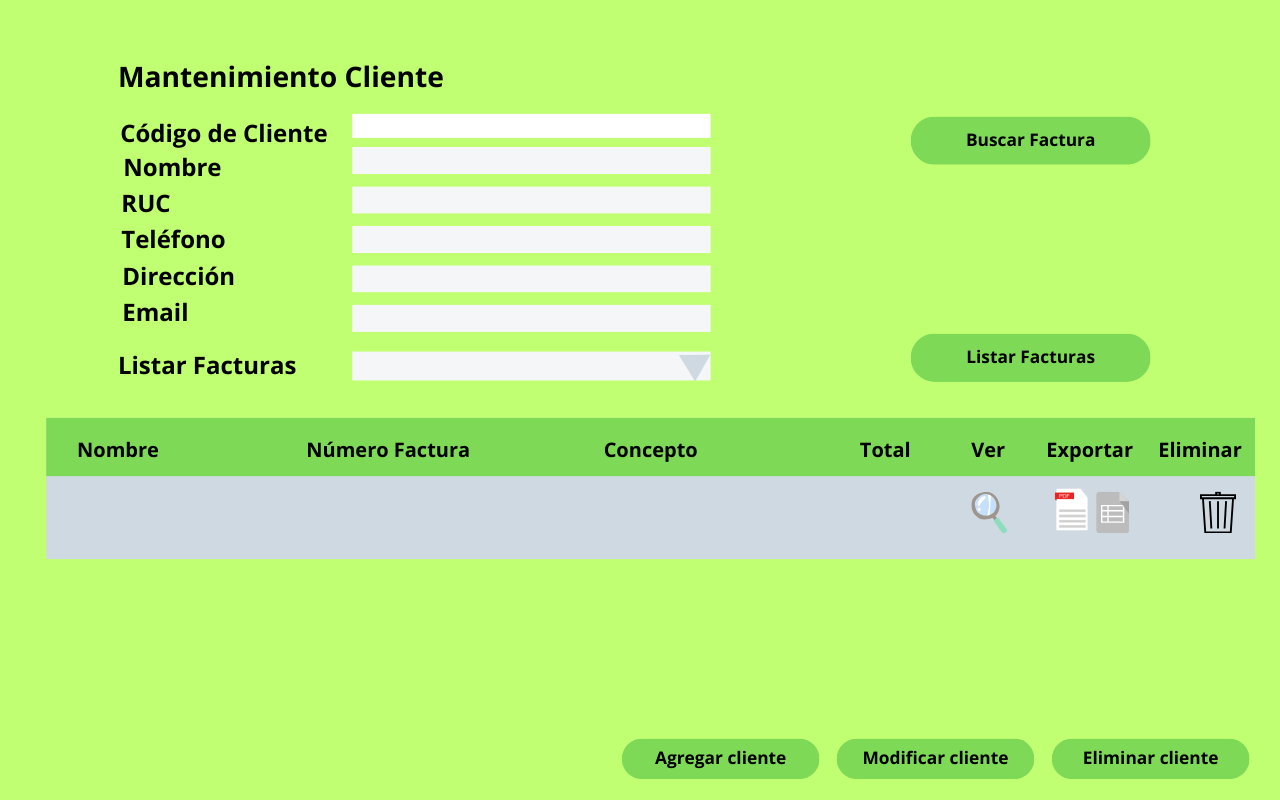 Mantenimiento Cliente
Código de Cliente
Buscar Factura
Nombre
RUC
Teléfono
Dirección
Email
Listar Facturas
Listar Facturas
Nombre Número Factura Concepto Total Ver Exportar Eliminar
PDF
Agregar cliente Modificar cliente Eliminar cliente